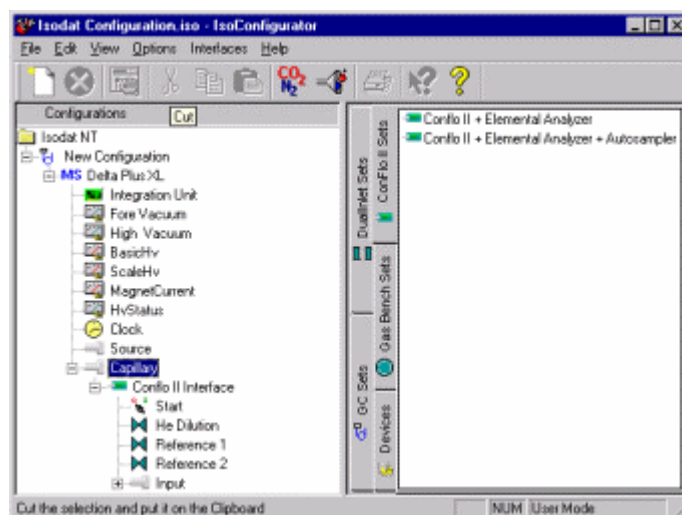 Isodat Configuration.iso - IsoConfigurator
File Edit View Options Interfaces Help
CO2
N2
Configurations
Cut
Isodat NT
New Configuration
MS Delta Plus XL
Integration Unit
Fore Vacuum
High Vacuum
BasicHv
ScaleHv
MagnetCurrent
HvStatus
Clock
Source
Capillary
Conflo II Interface
Start
He Dilution
Reference 1
Reference 2
Input
DualInlet Sets
GC Sets
ConFlo II Sets
Gas Bench Sets
Devices
Conflo II + Elemental Analyzer
Conflo II + Elemental Analyzer + Autosampler
Cut the selection and put it on the Clipboard
NUM User Mode